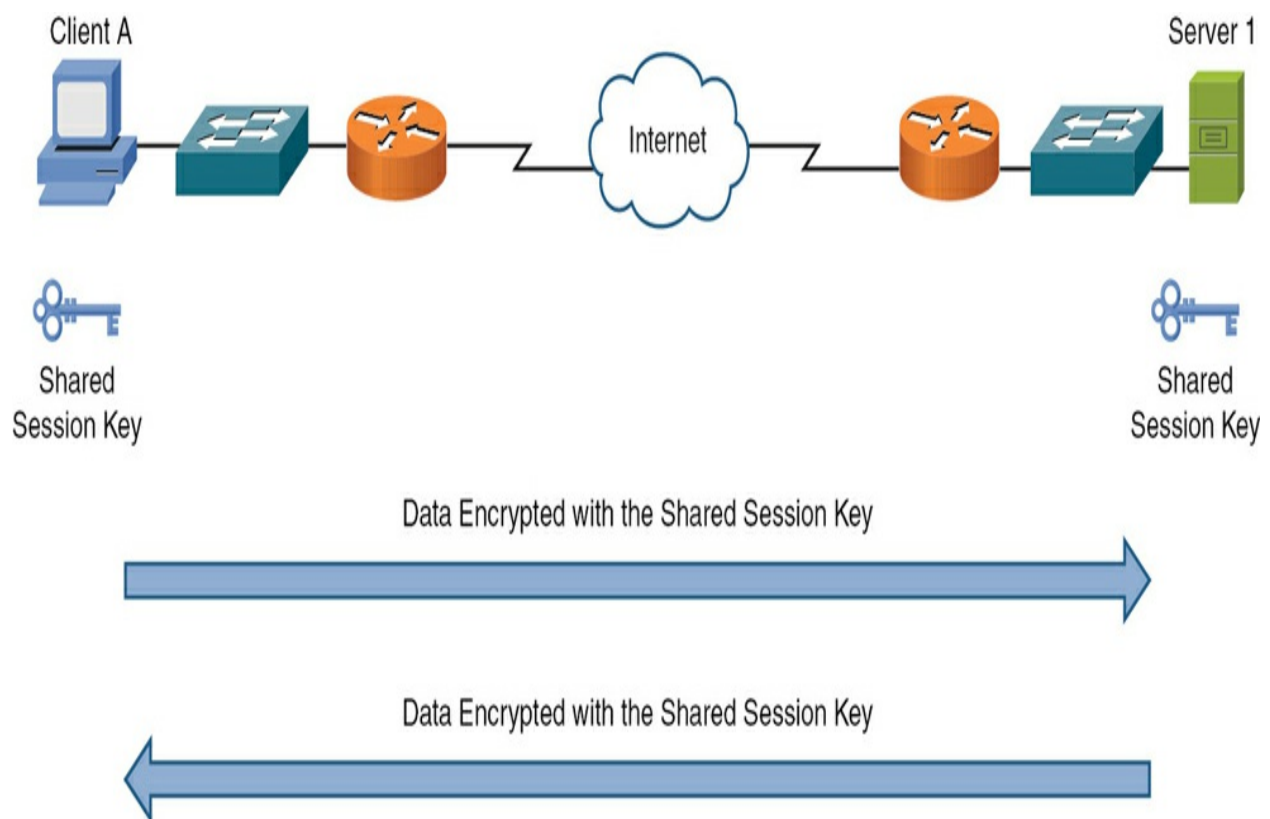 Client A
Server 1
Internet
Shared
Session Key
Shared
Session Key
Data Encrypted with the Shared Session Key
Data Encrypted with the Shared Session Key